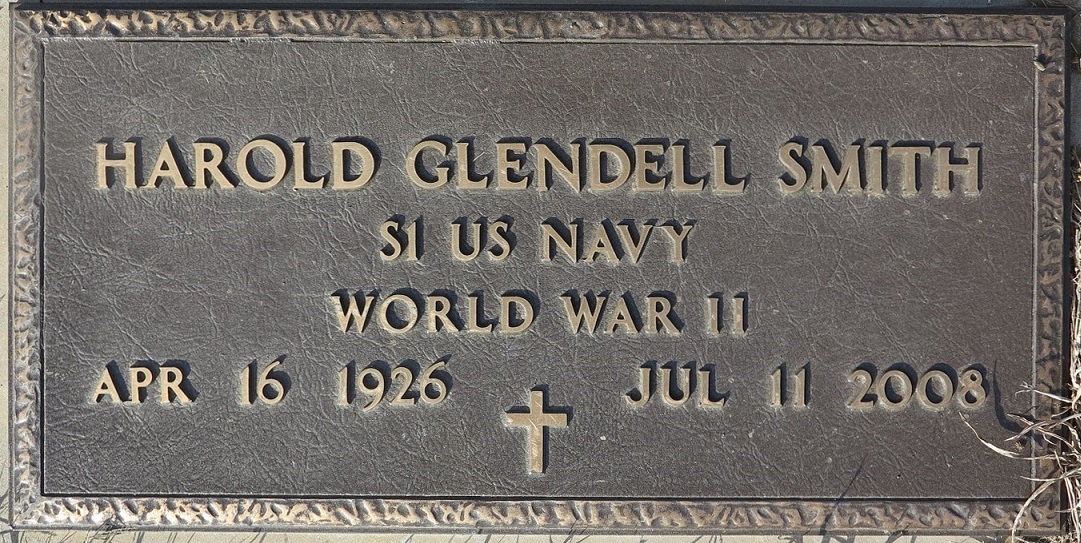 HAROLD GLENDELL SMITH
S1 US NAVY
WORLD WAR II
APR 16 1926 JUL 11 2008